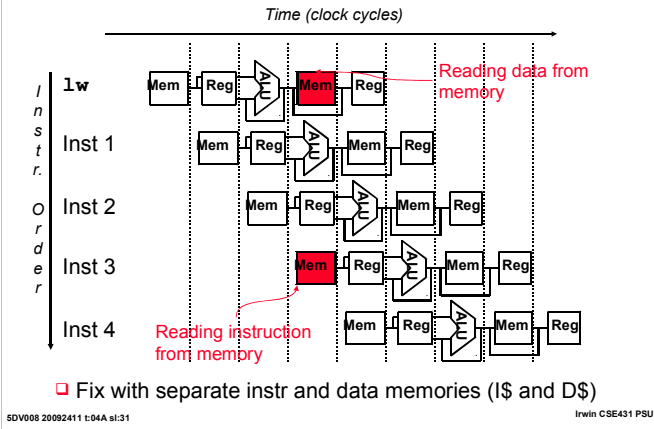 Time (clock cycles)
Instr. Order
lw
Mem Reg ALU Mem Reg
Reading data from
memory
Inst 1
Mem Reg ALU Mem Reg
Inst 2
Mem Reg ALU Mem Reg
Inst 3
Mem Reg ALU Mem Reg
Inst 4
Mem Reg ALU Mem Reg
Reading instruction
from memory
Fix with separate instr and data memories (I$ and D$)
5DV008 20092411 t:04A sl:31
Irwin CSE431 PSU